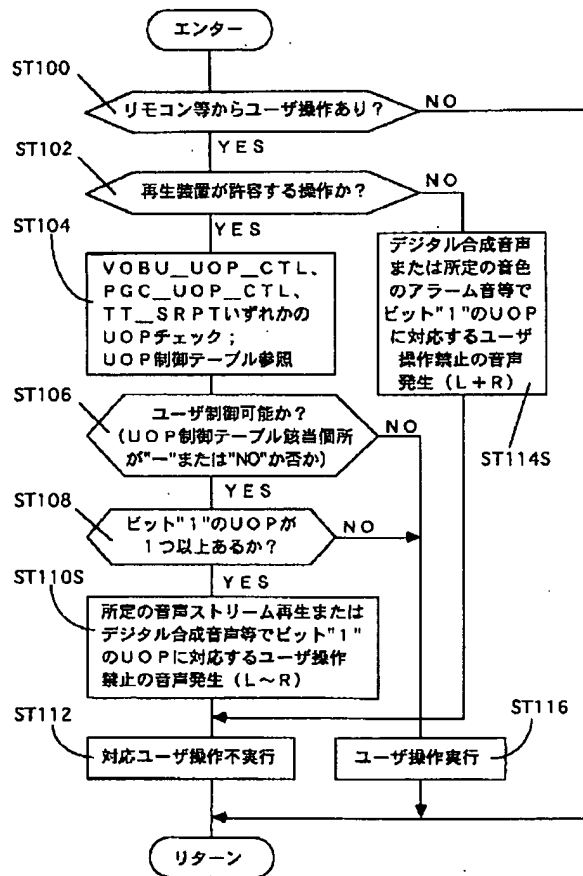 エンター
ST100
リモコン等からユーザ操作あり？
NO
YES
ST102
再生装置が許容する操作か？
NO
YES
ST104
VOBU＿UOP＿CTL、
PGC＿UOP＿CTL、
TT＿SRPTいずれかの
UOPチェック；
UOP制御テーブル参照
デジタル合成音声
または所定の音色
のアラーム音等で
ビット"1"のUOP
に対応するユーザ
操作禁止の音声
発生（L＋R）
ST114S
ST106
ユーザ制御可能か？
（UOP制御テーブル該当個所
が"ー"または"NO"か否か）
NO
YES
ST108
ビット"1"のUOPが
1つ以上あるか？
NO
YES
ST110S
所定の音声ストリーム再生または
デジタル合成音声等でビット"1"
のUOPに対応するユーザ操作
禁止の音声発生（L～R）
ST112
対応ユーザ操作不実行
ST116
ユーザ操作実行
リターン